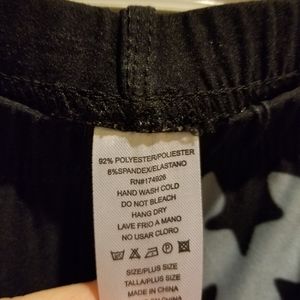 92% POLYESTER/POLIESTER
8%SPANDEX/ELASTANO
RN#174926
HAND WASH COLD
DO NOT BLEACH
HANG DRY
LAVE FRIO A MANO
NO USAR CLORO
SIZE/PLUS SIZE
TALLA/PLUS SIZE
MADE IN CHINA